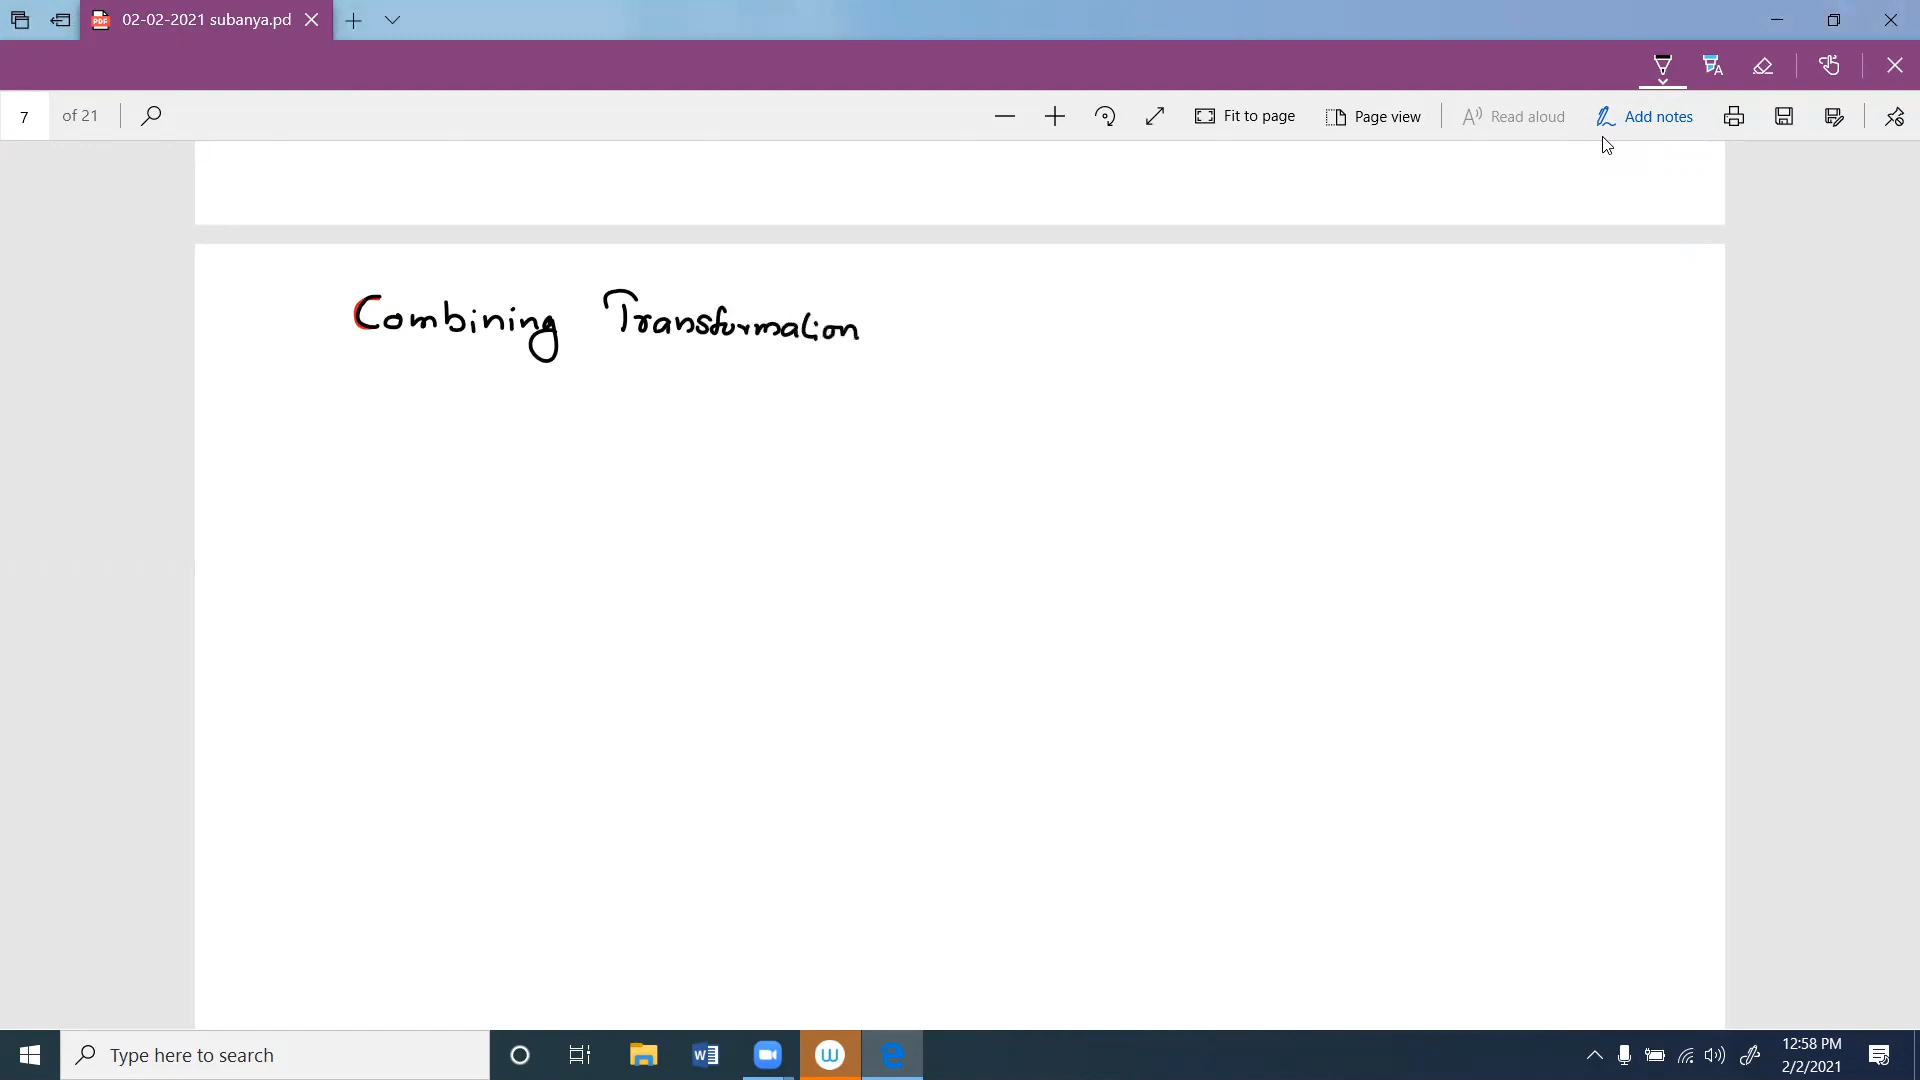 02-02-2021 subanya.pd
7 of 21
Fit to page Page view Read aloud Add notes
Combining Transformation
Type here to search
12:58 PM
2/2/2021